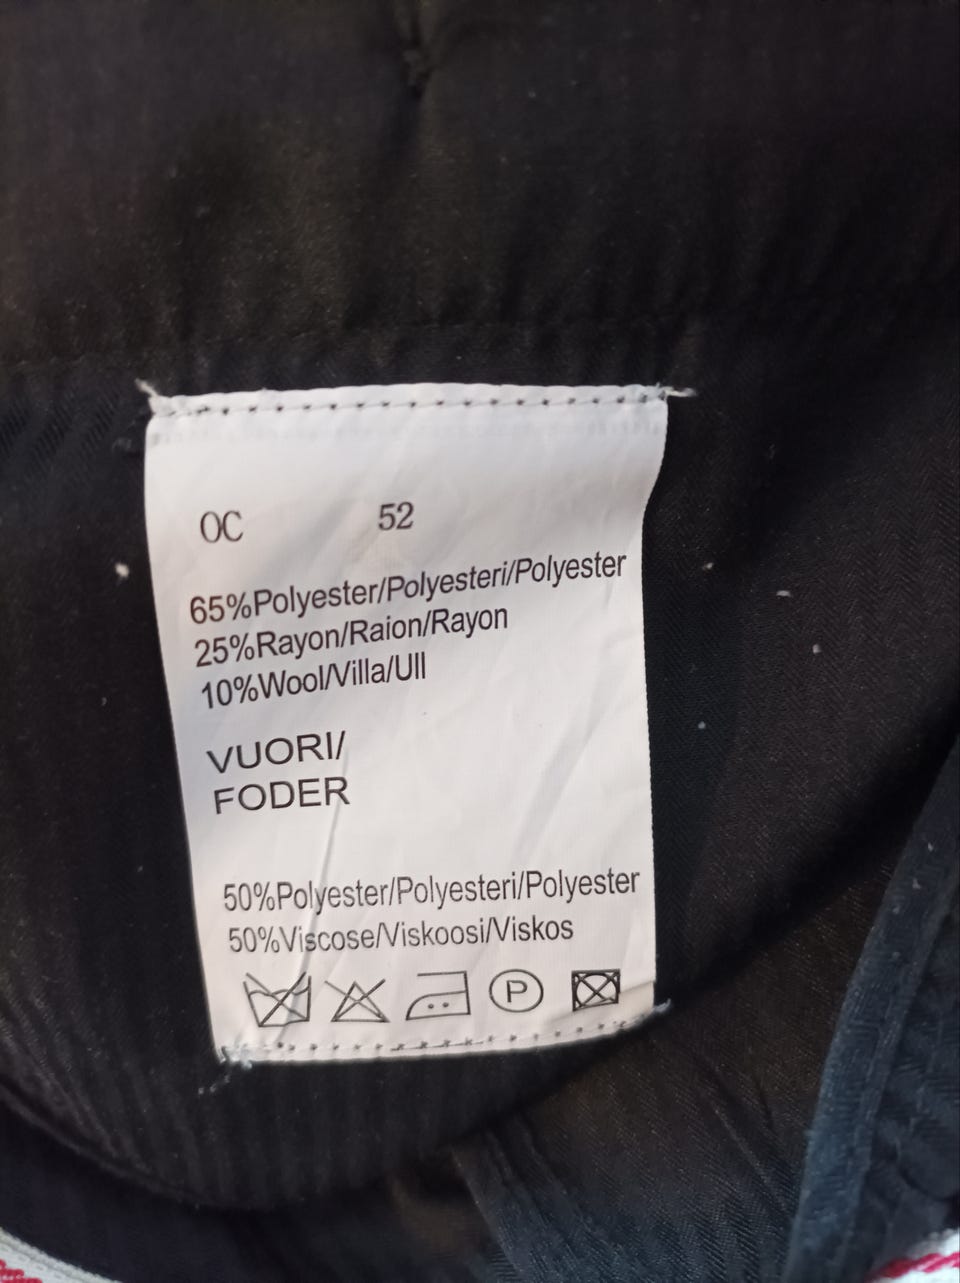 OC 52
65%Polyester/Polyesteri/Polyester
25%Rayon/Raion/Rayon
10%Wool/Villa/Ull
VUORI/
FODER
50%Polyester/Polyesteri/Polyester
50%Viscose/Viskoosi/Viskos
P